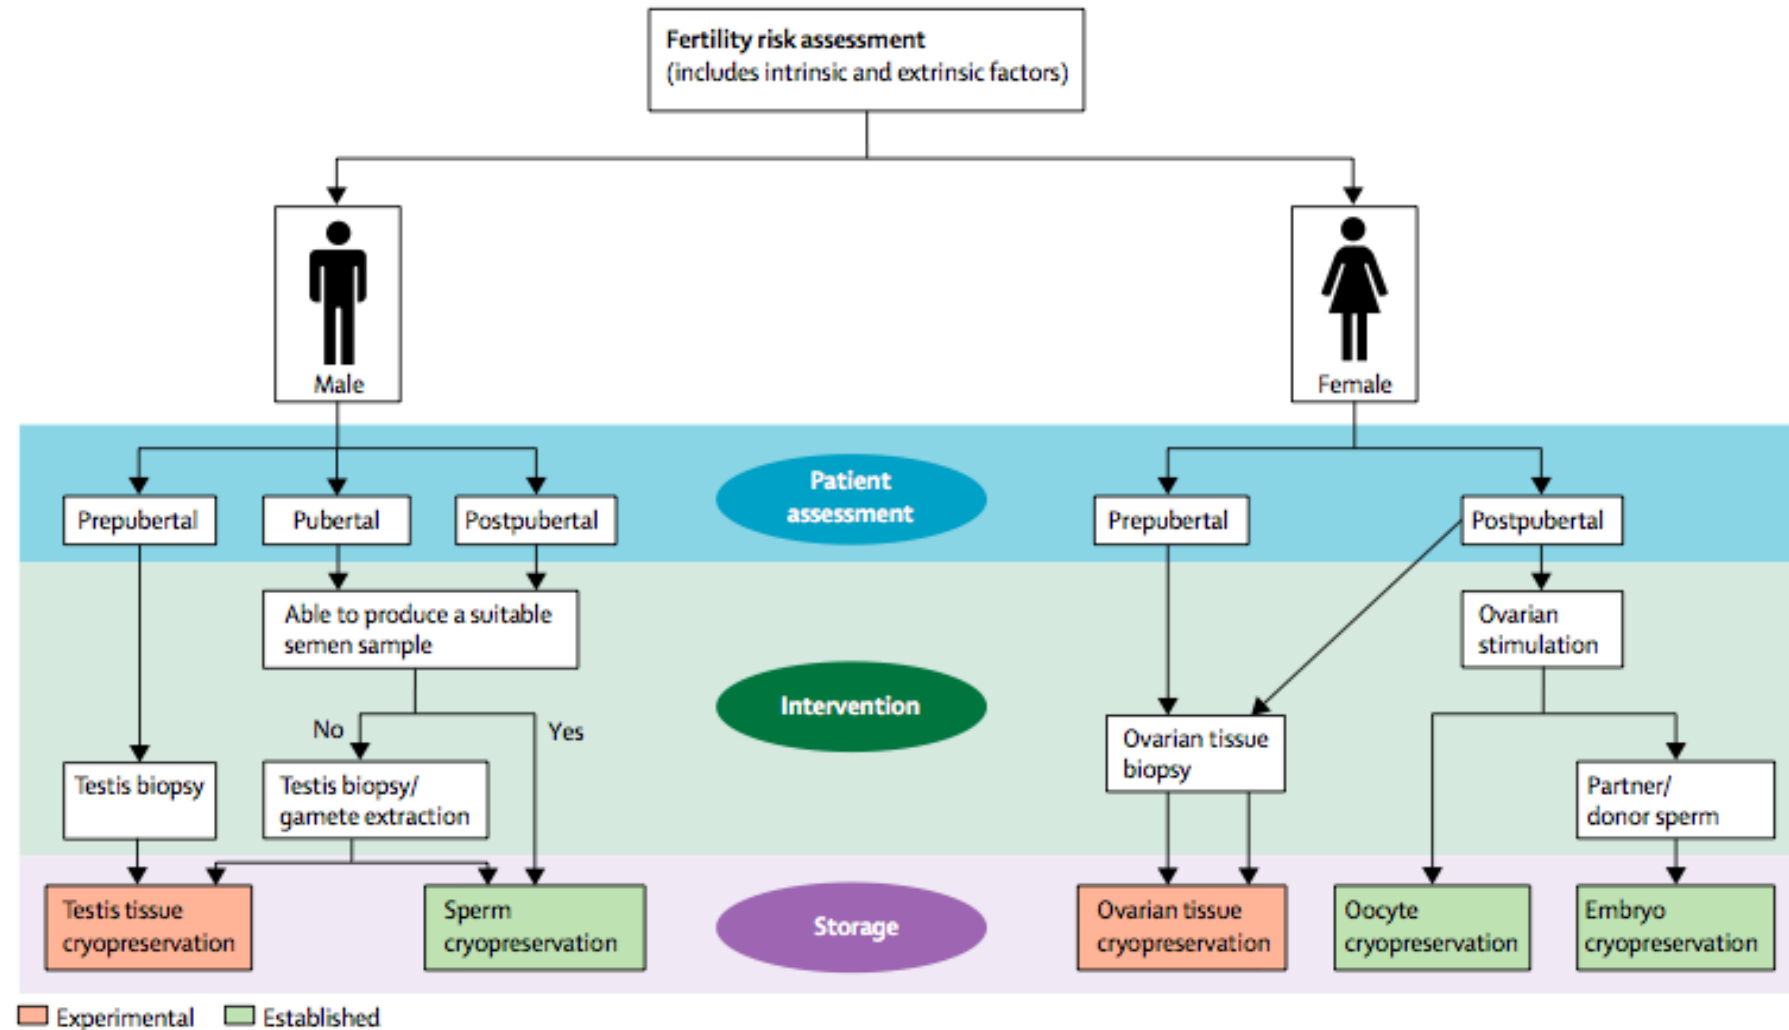 Fertility risk assessment
(includes intrinsic and extrinsic factors)
Male
Female
Patient
assessment
Prepubertal
Pubertal
Postpubertal
Prepubertal
Postpubertal
Able to produce a suitable
semen sample
Ovarian
stimulation
Intervention
No
Yes
Ovarian tissue
biopsy
Testis biopsy
Testis biopsy/
gamete extraction
Partner/
donor sperm
Testis tissue
cryopreservation
Sperm
cryopreservation
Storage
Ovarian tissue
cryopreservation
Oocyte
cryopreservation
Embryo
cryopreservation
Experimental
Established